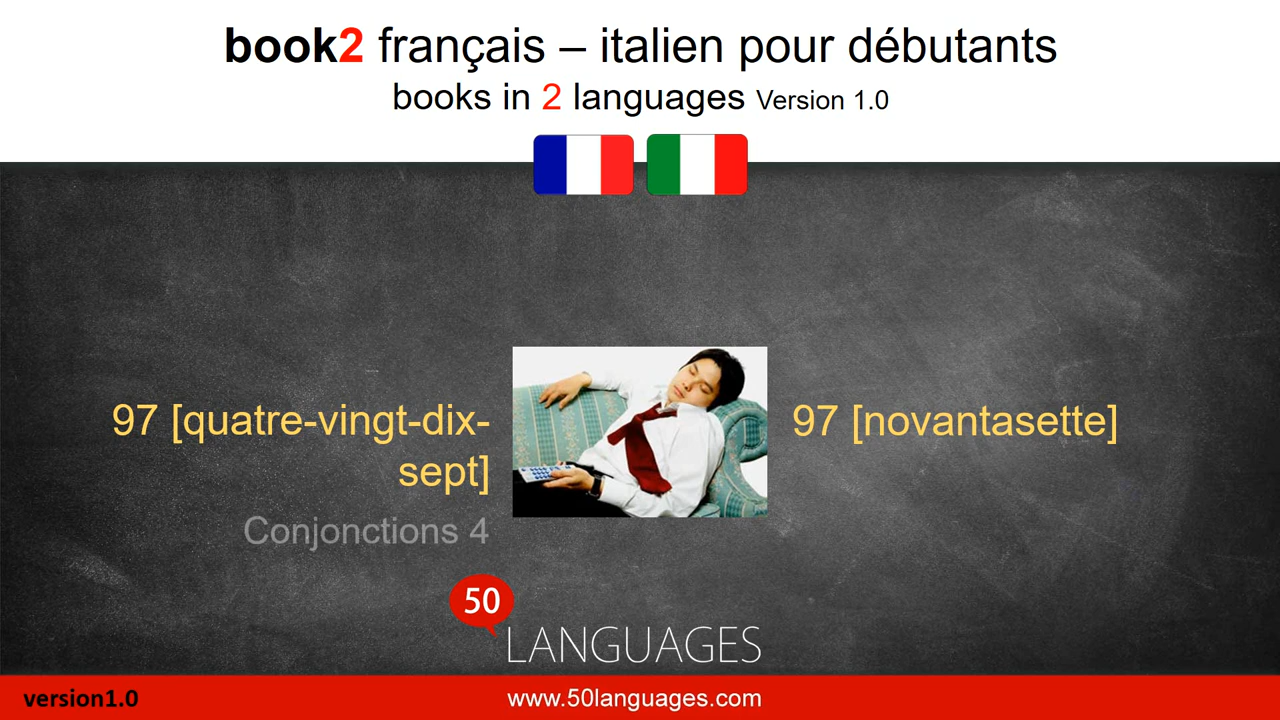 book2 français – italien pour débutants
books in 2 languages Version 1.0
97 [quatre-vingt-dix-
sept]
Conjonctions 4
97 [novantasette]
50
LANGUAGES
version1.0
www.50languages.com